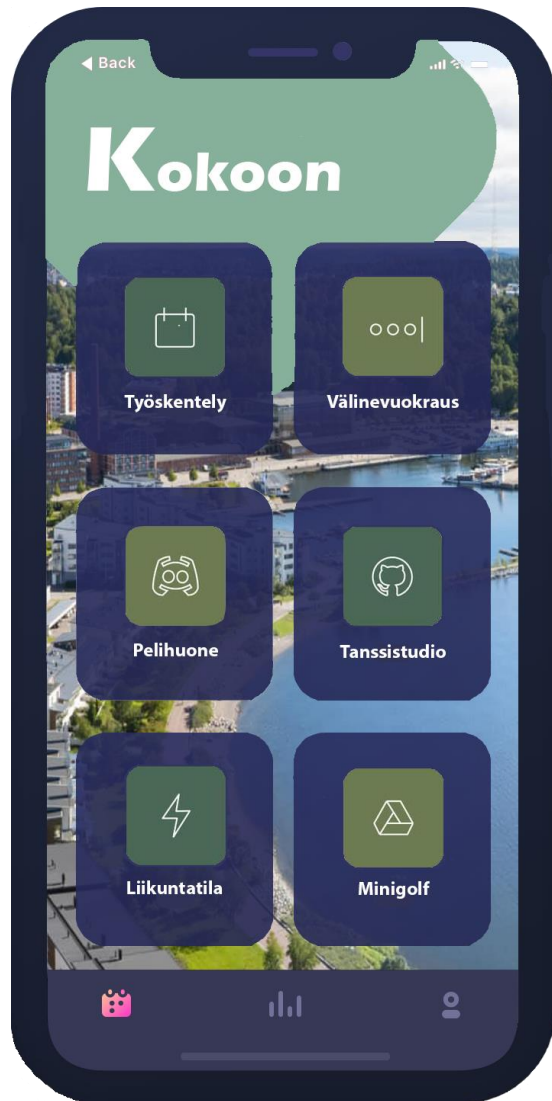 Back
Kokoon
Työskentely
Välinevuokraus
Pelihuone
Tanssistudio
Liikuntatila
Minigolf